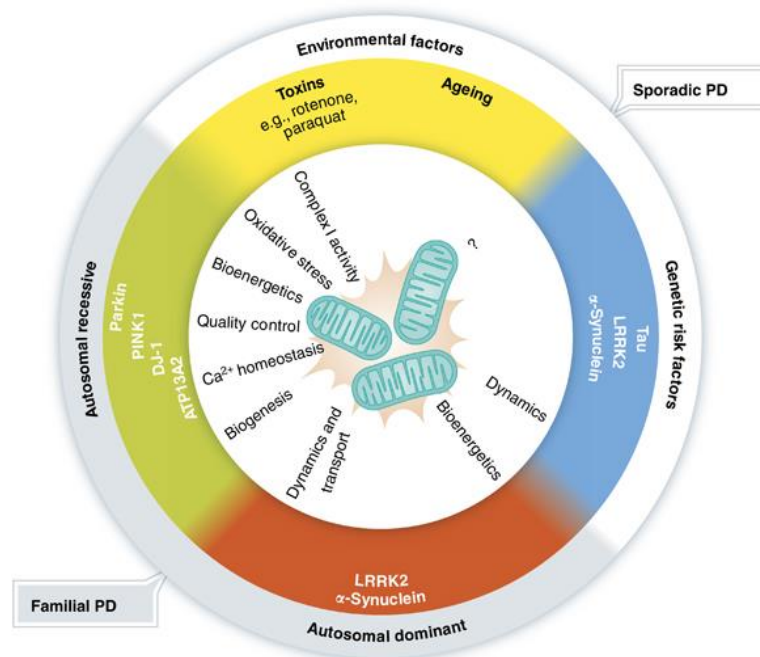 Environmental factors
Sporadic PD
Toxins
e.g., rotenone,
paraquat
Ageing
Complex I activity
Oxidative stress
Bioenergetics
Quality control
Ca²⁺ homeostasis
Biogenesis
Dynamics and
transport
?
Dynamics
Bioenergetics
Autosomal recessive
Parkin
PINK1
DJ-1
ATP13A2
Genetic risk factors
Tau
LRRK2
α-Synuclein
LRRK2
α-Synuclein
Familial PD
Autosomal dominant